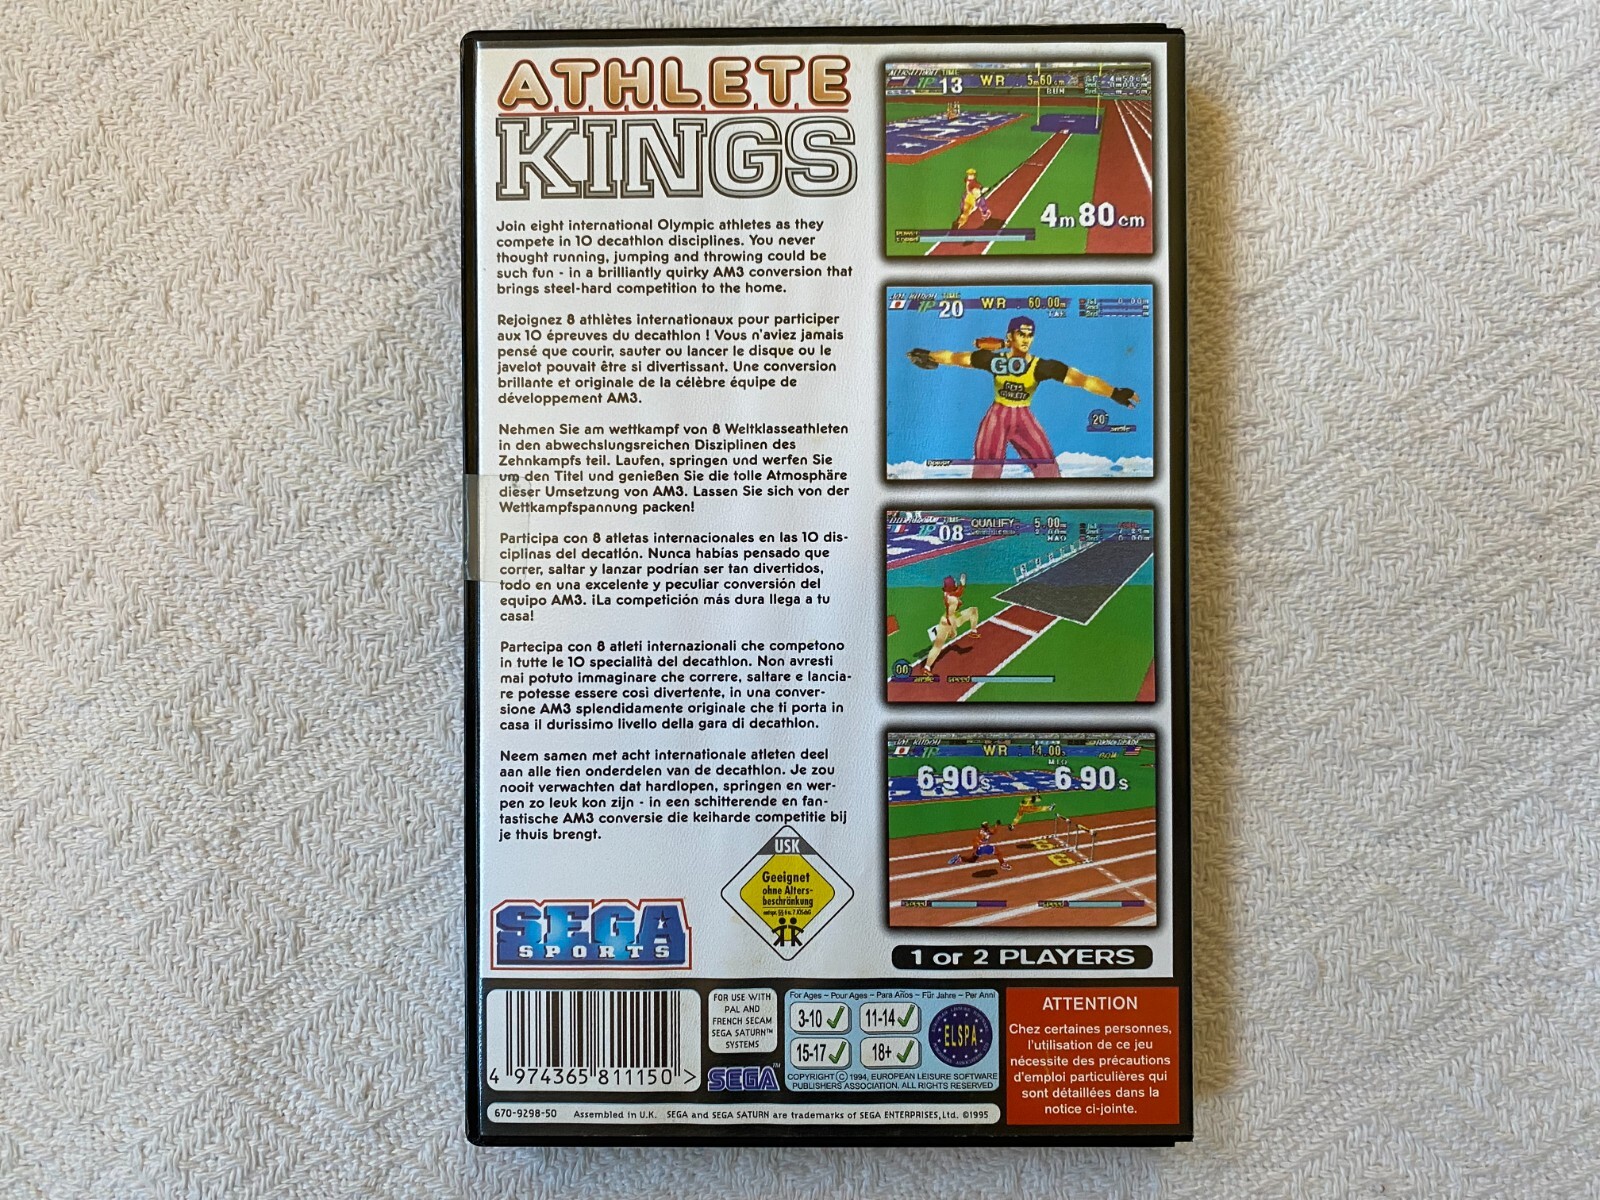 ATHLETE
KINGS
Join eight international Olympic athletes as they
compete in 10 decathlon disciplines. You never
thought running, jumping and throwing could be
such fun - in a brilliantly quirky AM3 conversion that
brings steel-hard competition to the home.
Rejoignez 8 athlètes internationaux pour participer
aux 10 épreuves du decathlon ! Vous n'aviez jamais
pensé que courir, sauter ou lancer le disque ou le
javelot pouvait être si divertissant. Une conversion
brillante et originale de la célèbre équipe de
développement AM3.
Nehmen Sie am wettkampf von 8 Weltklasseathleten
in den abwechslungsreichen Disziplinen des
Zehnkampfs teil. Laufen, springen und werfen Sie
um den Titel und genießen Sie die tolle Atmosphäre
dieser Umsetzung von AM3. Lassen Sie sich von der
Wettkampfspannung packen!
Participa con 8 atletas internacionales en las 10 dis-
ciplinas del decatlón. Nunca habías pensado que
correr, saltar y lanzar podrían ser tan divertidos,
todo en una excelente y peculiar conversión del
equipo AM3. ¡La competición más dura llega a tu
casa!
Partecipa con 8 atleti internazionali che competono
in tutte le 10 specialità del decathlon. Non avresti
mai potuto immaginare che correre, saltare e lancia-
re potesse essere così divertente, in una conver-
sione AM3 splendidamente originale che ti porta in
casa il durissimo livello della gara di decathlon.
Neem samen met acht internationale atleten deel
aan alle tien onderdelen van de decathlon. Je zou
nooit verwachten dat hardlopen, springen en wer-
pen zo leuk kon zijn - in een schitterende en fan-
tastische AM3 conversie die keiharde competitie bij
je thuis brengt.
USK
Geeignet
ohne Alters-
beschränkung
SEGA
SPORTS
1P TIME 13 WR 5m60cm
4m80cm
1P TIME 20 WR 60.00m
GO
20°
1P TIME 08 QUALIFY 5.00m
00
SPEED
1P WR 14.00s
6.90s 6.90s
1 or 2 PLAYERS
4 974365 811150 >
FOR USE WITH
PAL AND
FRENCH SECAM
SEGA SATURN™
SYSTEMS
SEGA™
For Ages – Pour Ages – Para Años – Für Jahre – Per Anni
3-10 11-14
15-17 18+
ELSPA
COPYRIGHT © 1994, EUROPEAN LEISURE SOFTWARE
PUBLISHERS ASSOCIATION. ALL RIGHTS RESERVED
ATTENTION
Chez certaines personnes,
l'utilisation de ce jeu
nécessite des précautions
d'emploi particulières qui
sont détaillées dans la
notice ci-jointe.
670-9298-50 Assembled in U.K. SEGA and SEGA SATURN are trademarks of SEGA ENTERPRISES, Ltd. ©1995